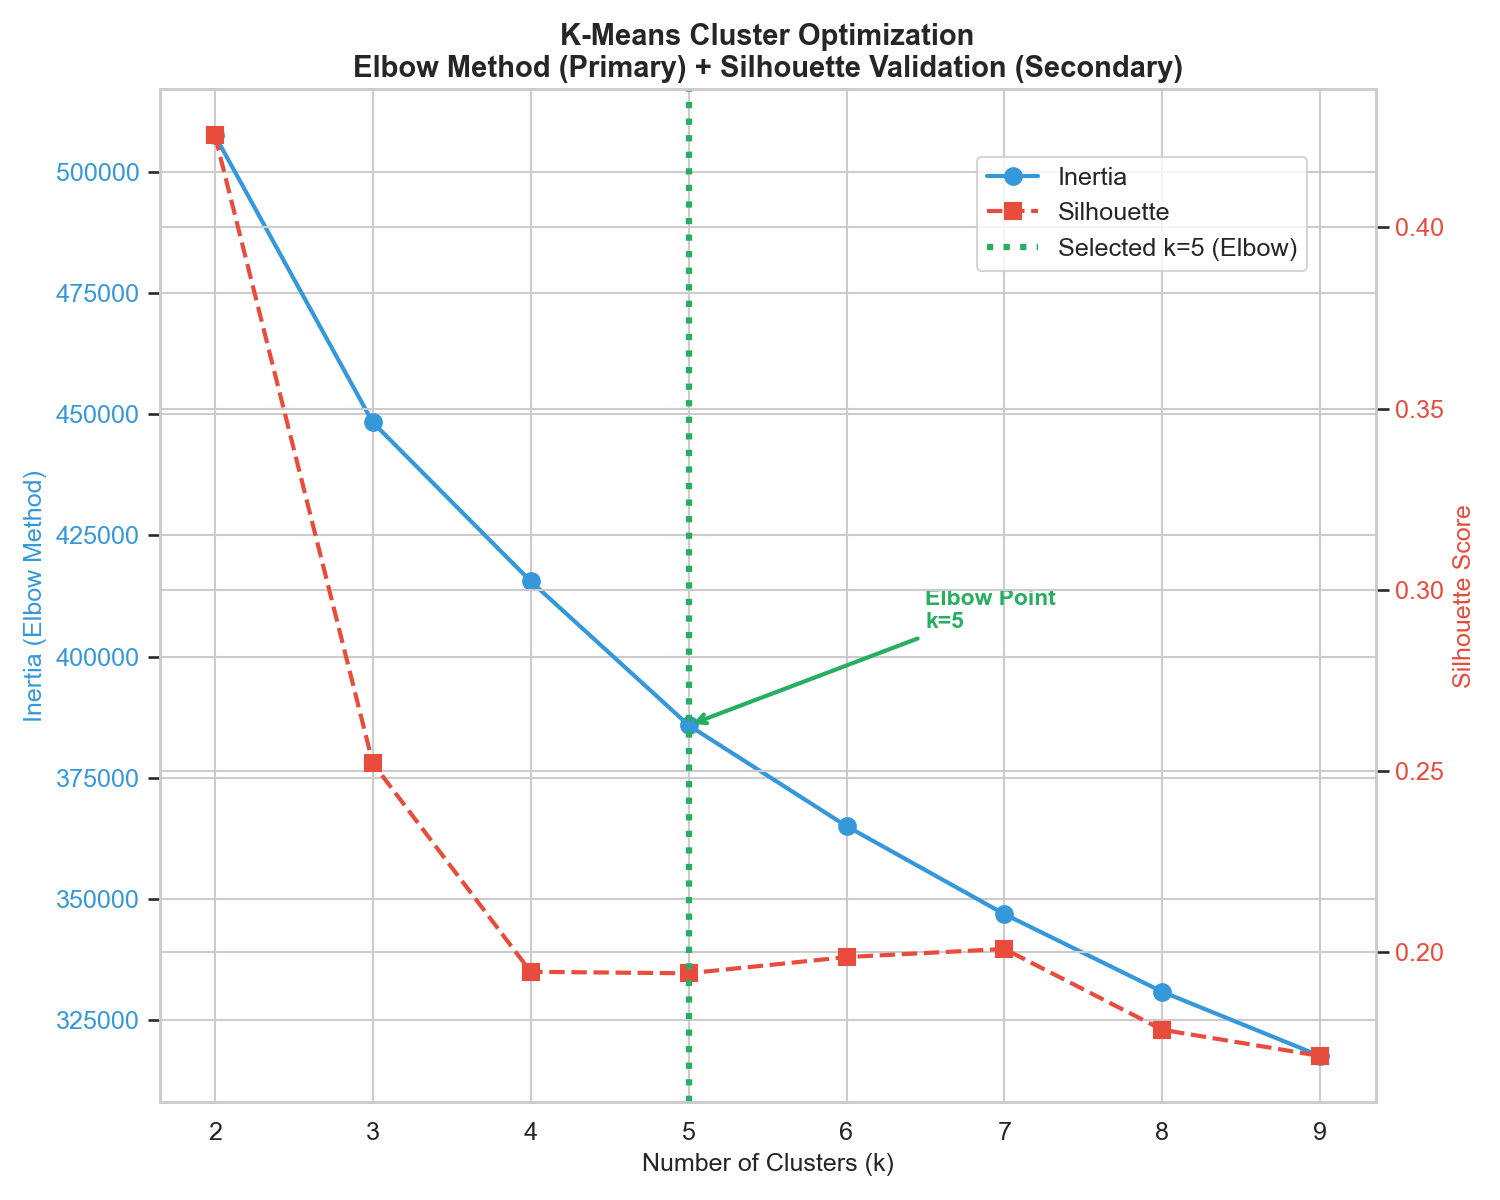 K-Means Cluster Optimization
Elbow Method (Primary) + Silhouette Validation (Secondary)
Inertia
Silhouette
Selected k=5 (Elbow)
500000
475000
450000
425000
400000
375000
350000
325000
Inertia (Elbow Method)
0.40
0.35
0.30
0.25
0.20
Silhouette Score
Elbow Point
k=5
2 3 4 5 6 7 8 9
Number of Clusters (k)